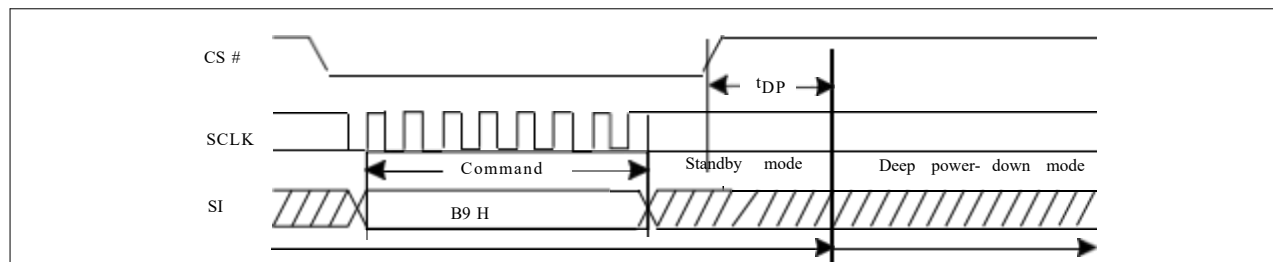 CS #
tDP
SCLK
Command
Standby mode
Deep power- down mode
SI
B9 H